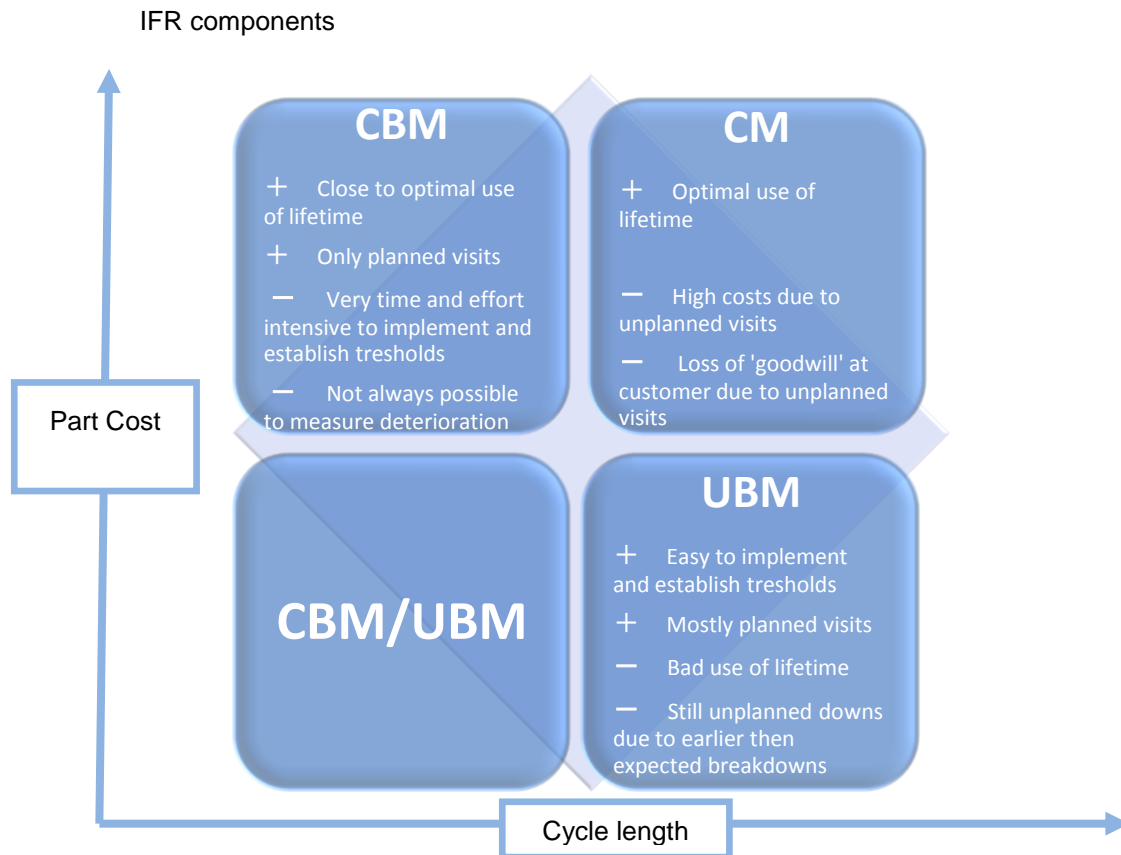 IFR components
CBM
+ Close to optimal use
of lifetime
+ Only planned visits
− Very time and effort
intensive to implement and
establish tresholds
− Not always possible
to measure deterioration
CM
+ Optimal use of
lifetime
− High costs due to
unplanned visits
− Loss of 'goodwill' at
customer due to unplanned
visits
Part Cost
CBM/UBM
UBM
+ Easy to implement
and establish tresholds
+ Mostly planned visits
− Bad use of lifetime
− Still unplanned downs
due to earlier then
expected breakdowns
Cycle length